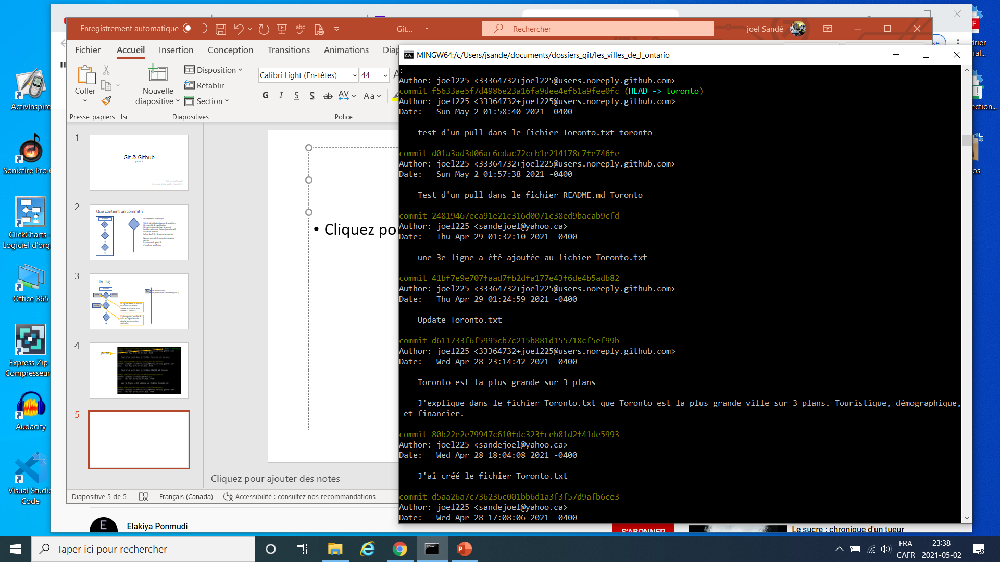 Enregistrement automatique
Git...
Rechercher
joel Sandé
Fichier
Accueil
Insertion
Conception
Transitions
Animations
Diap
Coller
Nouvelle
diapositive
Disposition
Rétablir
Section
Calibri Light (En-têtes)
44
G I S S ab AV Aa
Presse-papiers
Diapositives
Police
1
Git & Github
2
Que contient un commit ?
3
Un Tag
4
5
Cliquez po
Cliquez pour ajouter des notes
Diapositive 5 de 5
Français (Canada)
Accessibilité : consultez nos recommandations
MINGW64:/c/Users/jsande/documents/dossiers_git/les_villes_de_l_ontario
:
Author: joel225 <33364732+joel225@users.noreply.github.com>
commit f5633ae5f7d4986e23a16fa9dee4ef61a9fee0fc (HEAD -> toronto)
Author: joel225 <33364732+joel225@users.noreply.github.com>
Date:   Sun May 2 01:58:40 2021 -0400
test d'un pull dans le fichier Toronto.txt toronto
commit d01a3ad3d06ac6cdac72ccb1e214178c7fe746fe
Author: joel225 <33364732+joel225@users.noreply.github.com>
Date:   Sun May 2 01:57:38 2021 -0400
Test d'un pull dans le fichier README.md Toronto
commit 24819467eca91e21c316d0071c38ed9bacab9cfd
Author: joel225 <sandejoel@yahoo.ca>
Date:   Thu Apr 29 01:32:10 2021 -0400
une 3e ligne a été ajoutée au fichier Toronto.txt
commit 41bf7e9e707faad7fb2dfa177e43f6de4b5adb82
Author: joel225 <33364732+joel225@users.noreply.github.com>
Date:   Thu Apr 29 01:24:59 2021 -0400
Update Toronto.txt
commit d611733f6f5995cb7c215b881d155718cf5ef99b
Author: joel225 <33364732+joel225@users.noreply.github.com>
Date:   Wed Apr 28 23:14:42 2021 -0400
Toronto est la plus grande sur 3 plans
J'explique dans le fichier Toronto.txt que Toronto est la plus grande ville sur 3 plans. Touristique, démographique,
et financier.
commit 80b22e2e79947c610fdc323fceb81d2f41de5993
Author: joel225 <sandejoel@yahoo.ca>
Date:   Wed Apr 28 18:04:08 2021 -0400
J'ai créé le fichier Toronto.txt
commit d5aa26a7c736236c001bb6d1a3f3f57d9afb6ce3
Author: joel225 <sandejoel@yahoo.ca>
Date:   Wed Apr 28 17:08:06 2021 -0400
ActivInspire
Sonicfire Pro 6
ClickCharts -
Logiciel d'org
Office 365
Express Zip
Compresseur
Audacity
Visual Studio
Code
drier
ial...
ection...
os
se
E
Elakiya Ponmudi
S'ABONNER
Le sucre : chronique d'un tueur
Taper ici pour rechercher
FRA
CAFR
23:38
2021-05-02